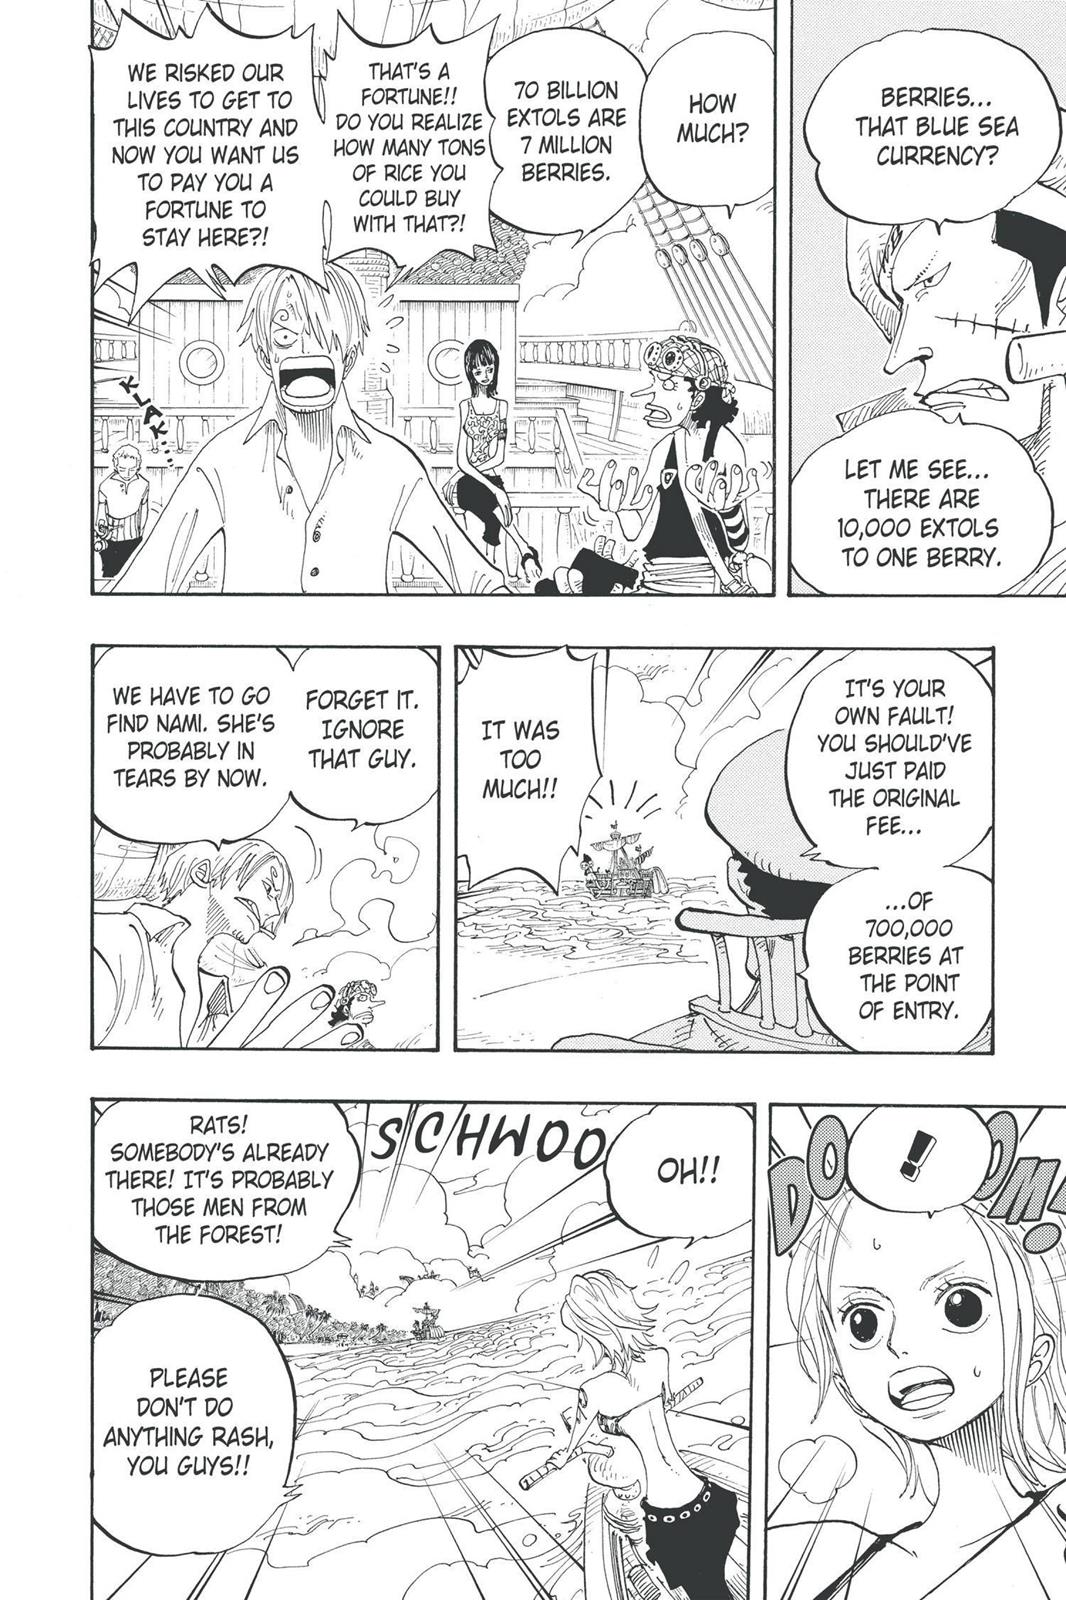 BERRIES...
THAT BLUE SEA
CURRENCY?
LET ME SEE...
THERE ARE
10,000 EXTOLS
TO ONE BERRY.
HOW
MUCH?
70 BILLION
EXTOLS ARE
7 MILLION
BERRIES.
THAT'S A
FORTUNE!!
DO YOU REALIZE
HOW MANY TONS
OF RICE YOU
COULD BUY
WITH THAT?!
WE RISKED OUR
LIVES TO GET TO
THIS COUNTRY AND
NOW YOU WANT US
TO PAY YOU A
FORTUNE TO
STAY HERE?!
KLAK...
IT'S YOUR
OWN FAULT!
YOU SHOULD'VE
JUST PAID
THE ORIGINAL
FEE...
...OF
700,000
BERRIES AT
THE POINT
OF ENTRY.
IT WAS
TOO
MUCH!!
FORGET IT.
IGNORE
THAT GUY.
WE HAVE TO GO
FIND NAMI. SHE'S
PROBABLY IN
TEARS BY NOW.
!
DOOOM!
OH!!
SCHWOO
RATS!
SOMEBODY'S ALREADY
THERE! IT'S PROBABLY
THOSE MEN FROM
THE FOREST!
PLEASE
DON'T DO
ANYTHING RASH,
YOU GUYS!!